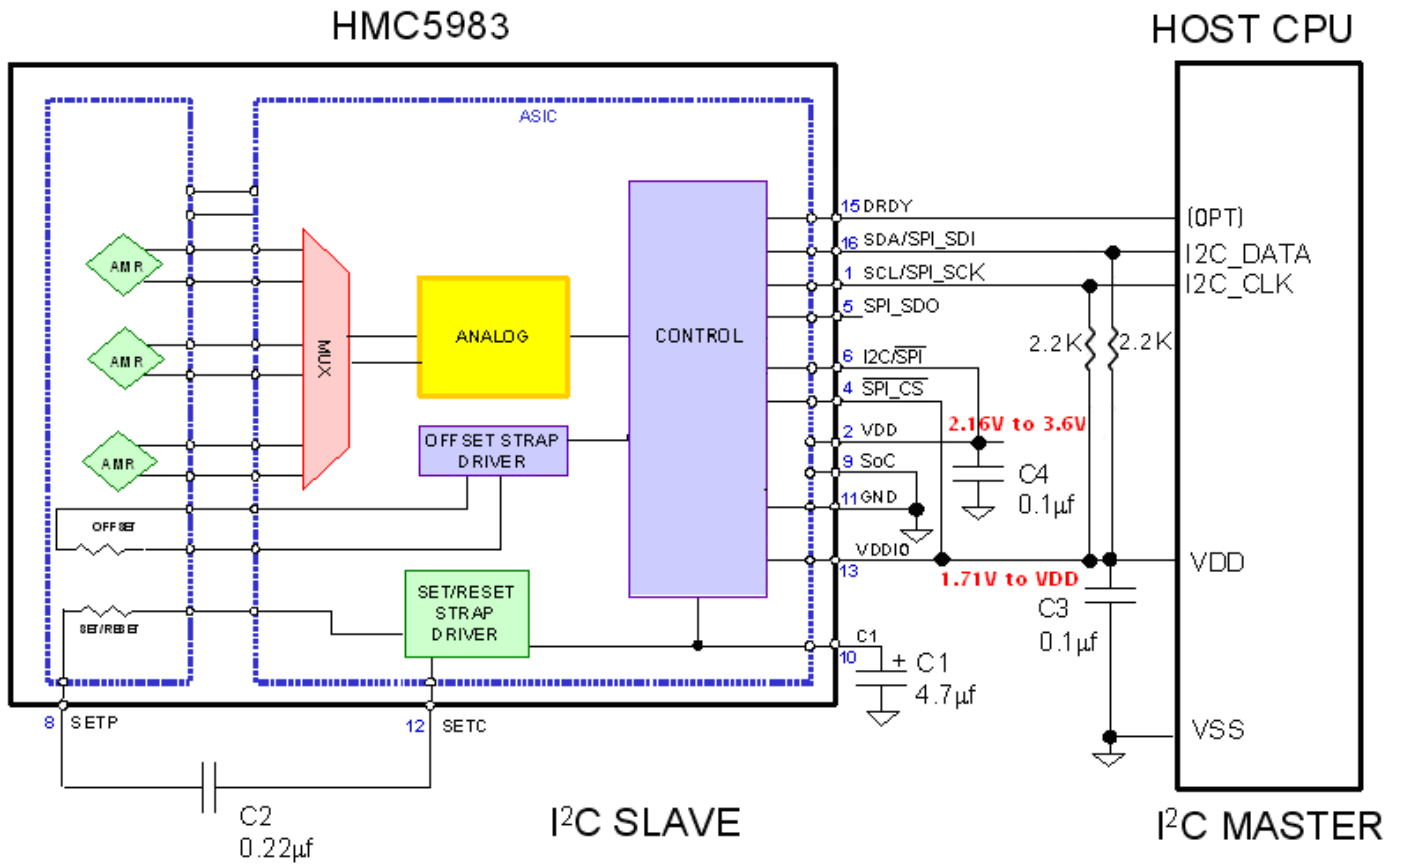 HMC5983
HOST CPU
ASIC
15 DRDY
(OPT)
16 SDA/SPI_SDI
I2C_DATA
1 SCL/SPI_SCK
I2C_CLK
5 SPI_SDO
AMR
AMR
AMR
MUX
ANALOG
CONTROL
2.2K
2.2K
6 I2C/SPI
4 SPI_CS
2.16V to 3.6V
2 VDD
9 SoC
C4
0.1µf
11 GND
OFFSET STRAP
DRIVER
OFFSET
VDDIO
13
VDD
1.71V to VDD
C3
0.1µf
SET/RESET
STRAP
DRIVER
SET/RESET
C1
10
+ C1
4.7µf
8 SETP
12 SETC
VSS
C2
0.22µf
I²C SLAVE
I²C MASTER